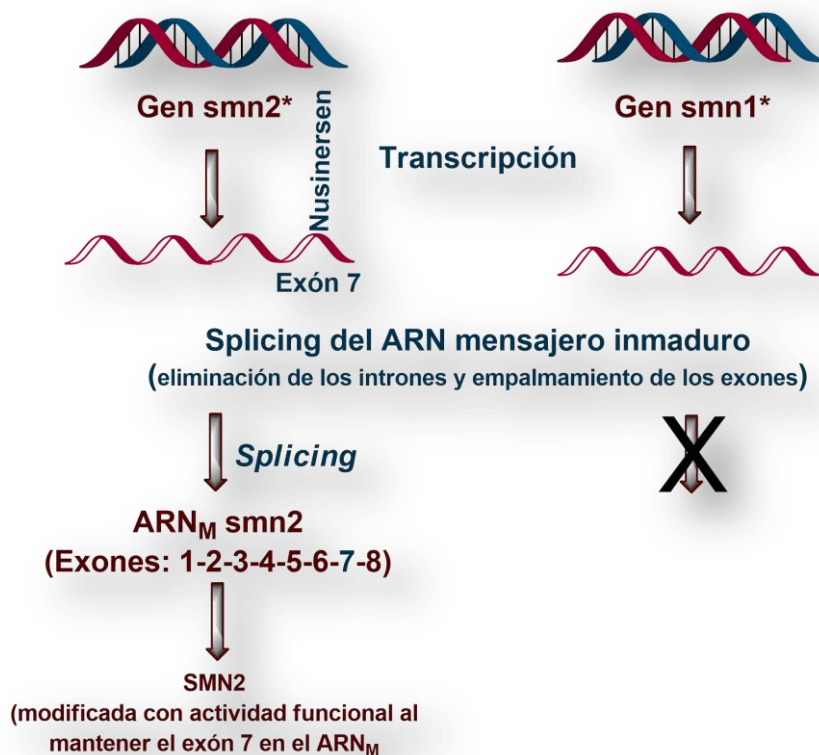 Gen smn2*
Gen smn1*
Nusinersen
Transcripción
Exón 7
Splicing del ARN mensajero inmaduro
(eliminación de los intrones y empalmamiento de los exones)
Splicing
X
ARNM smn2
(Exones: 1-2-3-4-5-6-7-8)
SMN2
(modificada con actividad funcional al
mantener el exón 7 en el ARNM